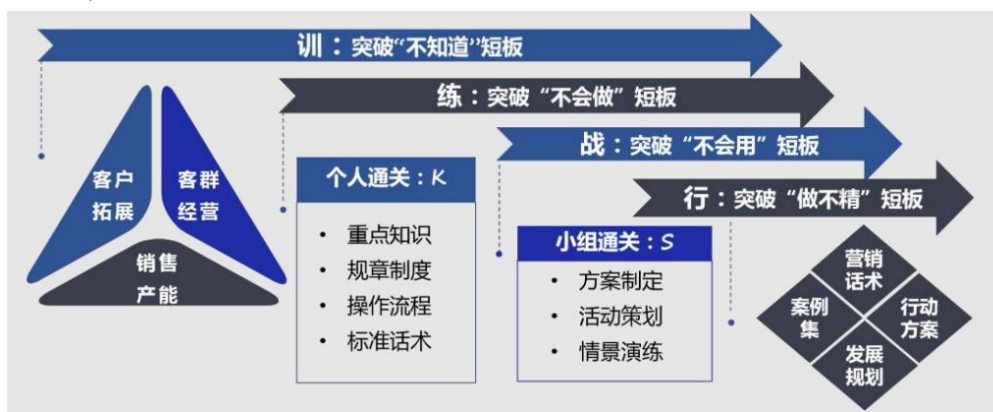 训：突破“不知道”短板
练：突破“不会做”短板
战：突破“不会用”短板
行：突破“做不精”短板
客户
拓展
客群
经营
销售
产能
个人通关：K
• 重点知识
• 规章制度
• 操作流程
• 标准话术
小组通关：S
• 方案制定
• 活动策划
• 情景演练
营销
话术
案例
集
行动
方案
发展
规划